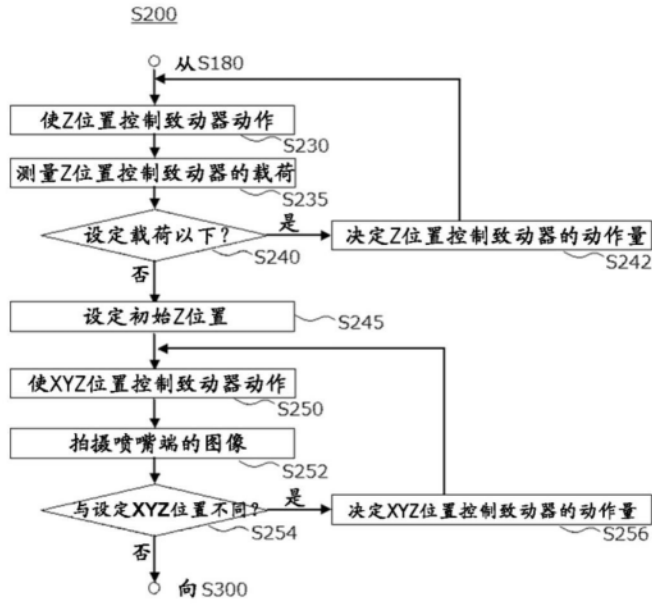 S200
从S180
使Z位置控制致动器动作
S230
测量Z位置控制致动器的载荷
S235
设定载荷以下?
是
S240
决定Z位置控制致动器的动作量
S242
否
设定初始Z位置
S245
使XYZ位置控制致动器动作
S250
拍摄喷嘴端的图像
S252
与设定XYZ位置不同?
是
S254
决定XYZ位置控制致动器的动作量
S256
否
向S300